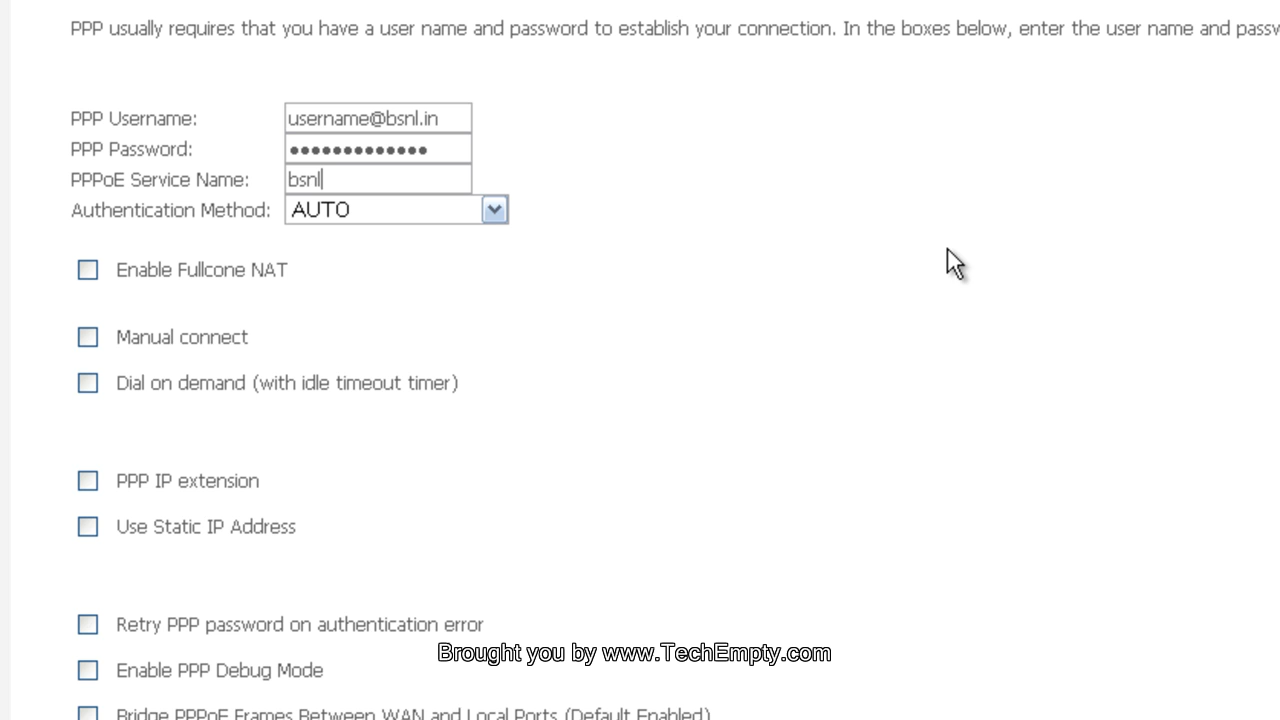 PPP usually requires that you have a user name and password to establish your connection. In the boxes below, enter the user name and passw
PPP Username: username@bsnl.in
PPP Password: •••••••••••••
PPPoE Service Name: bsnl
Authentication Method: AUTO
Enable Fullcone NAT
Manual connect
Dial on demand (with idle timeout timer)
PPP IP extension
Use Static IP Address
Retry PPP password on authentication error
Brought you by www.TechEmpty.com
Enable PPP Debug Mode
Bridge PPPoE Frames Between WAN and Local Ports (Default Enabled)